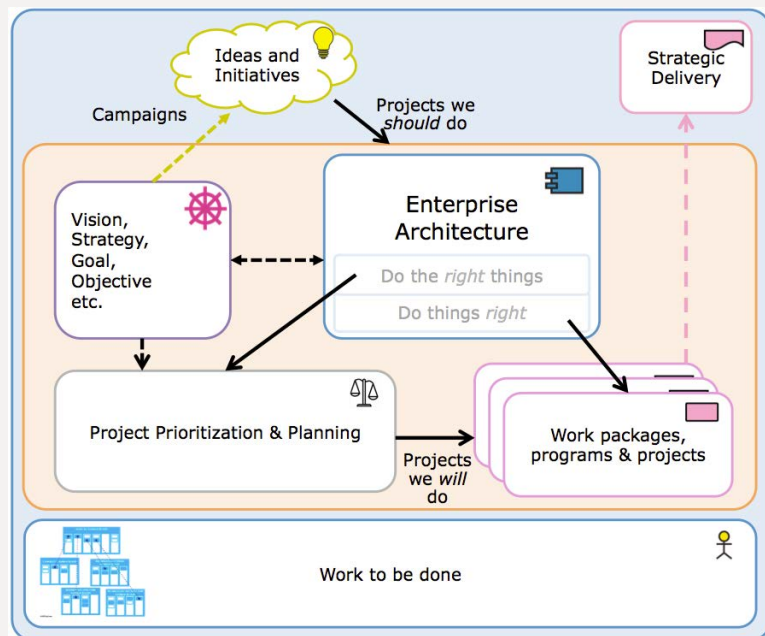 Ideas and
Initiatives
Strategic
Delivery
Campaigns
Projects we
should do
Vision,
Strategy,
Goal,
Objective
etc.
Enterprise
Architecture
Do the right things
Do things right
Project Prioritization & Planning
Projects
we will
do
Work packages,
programs & projects
Work to be done